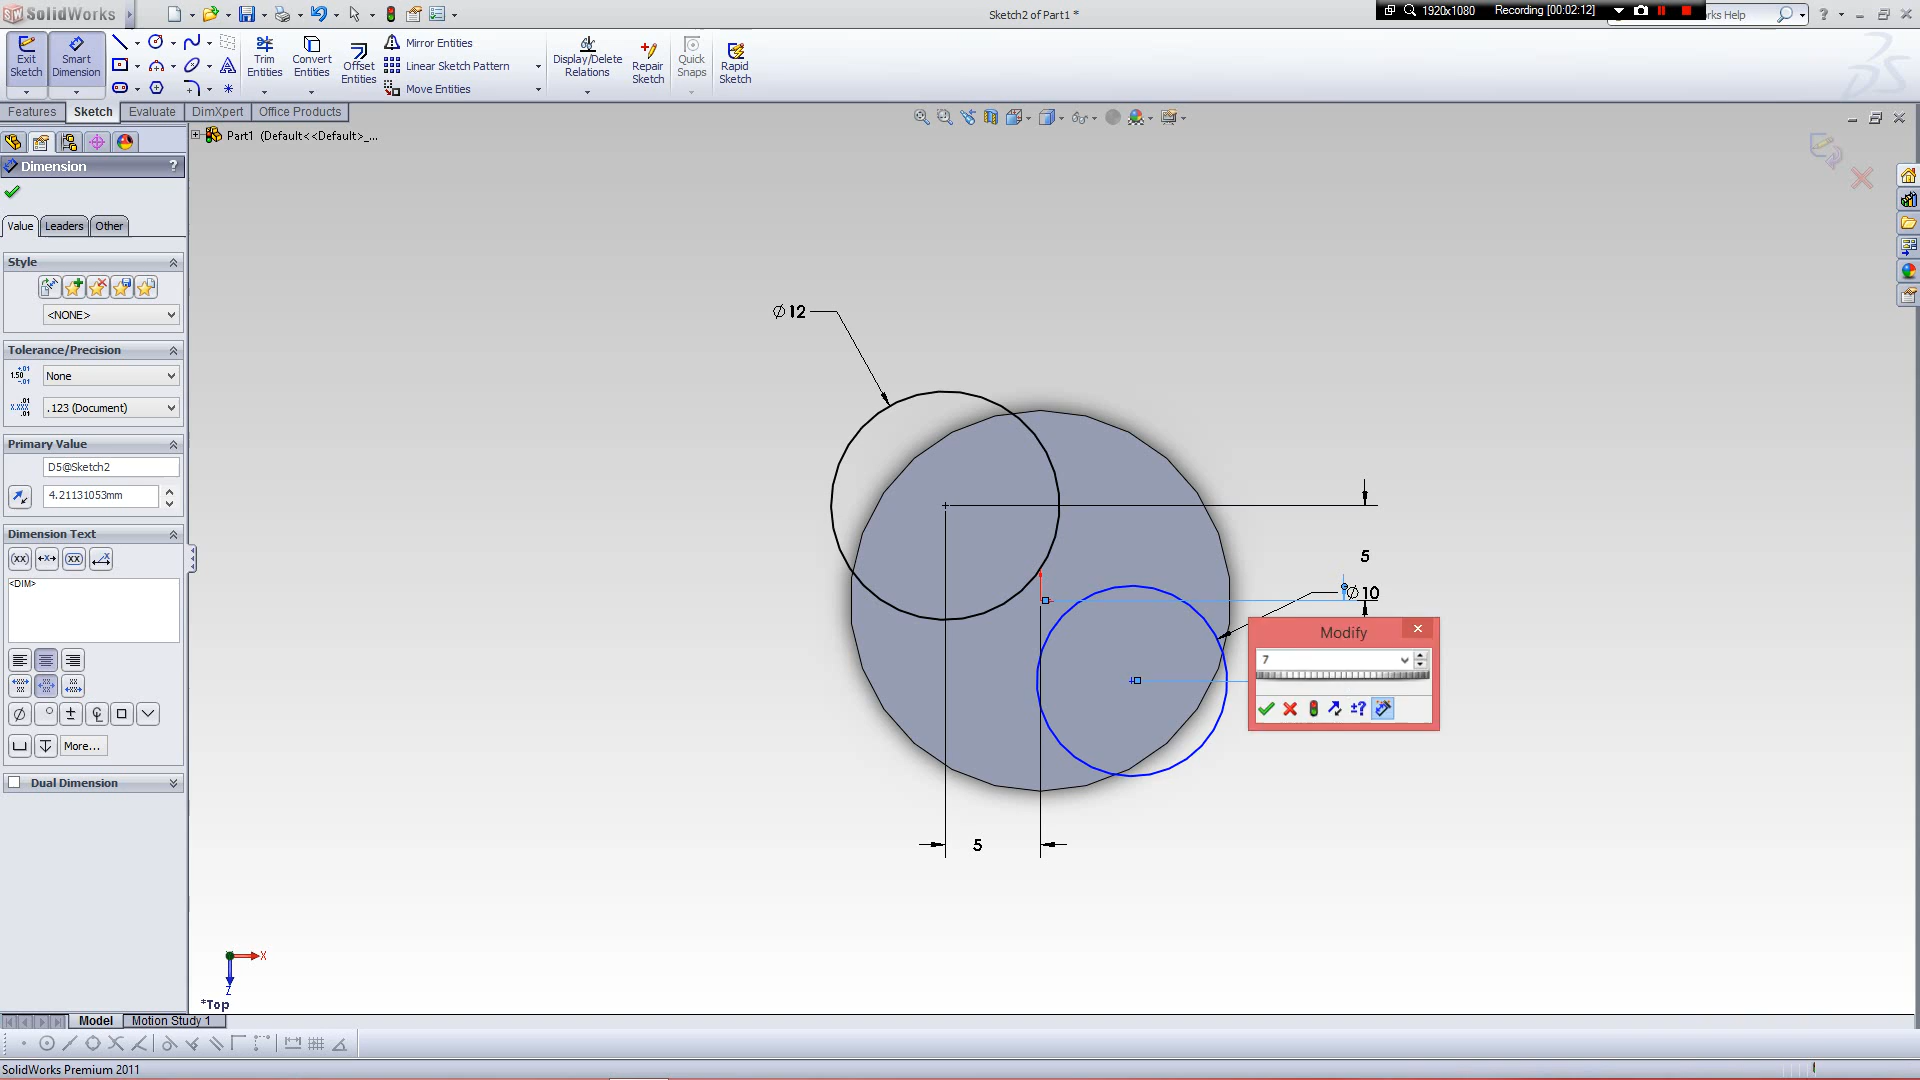 SolidWorks
Sketch2 of Part1 *
1920x1080
Recording [00:02:12]
rks Help
Exit Sketch
Smart Dimension
Trim Entities
Convert Entities
Offset Entities
Mirror Entities
Linear Sketch Pattern
Move Entities
Display/Delete Relations
Repair Sketch
Quick Snaps
Rapid Sketch
Features
Sketch
Evaluate
DimXpert
Office Products
Part1 (Default<<Default>_...
Dimension
?
Value
Leaders
Other
Style
<NONE>
Tolerance/Precision
None
.123 (Document)
Primary Value
D5@Sketch2
4.21131053mm
Dimension Text
<DIM>
More...
Dual Dimension
Ø12
5
Ø10
Modify
7
5
X
Z
*Top
Model
Motion Study 1
SolidWorks Premium 2011